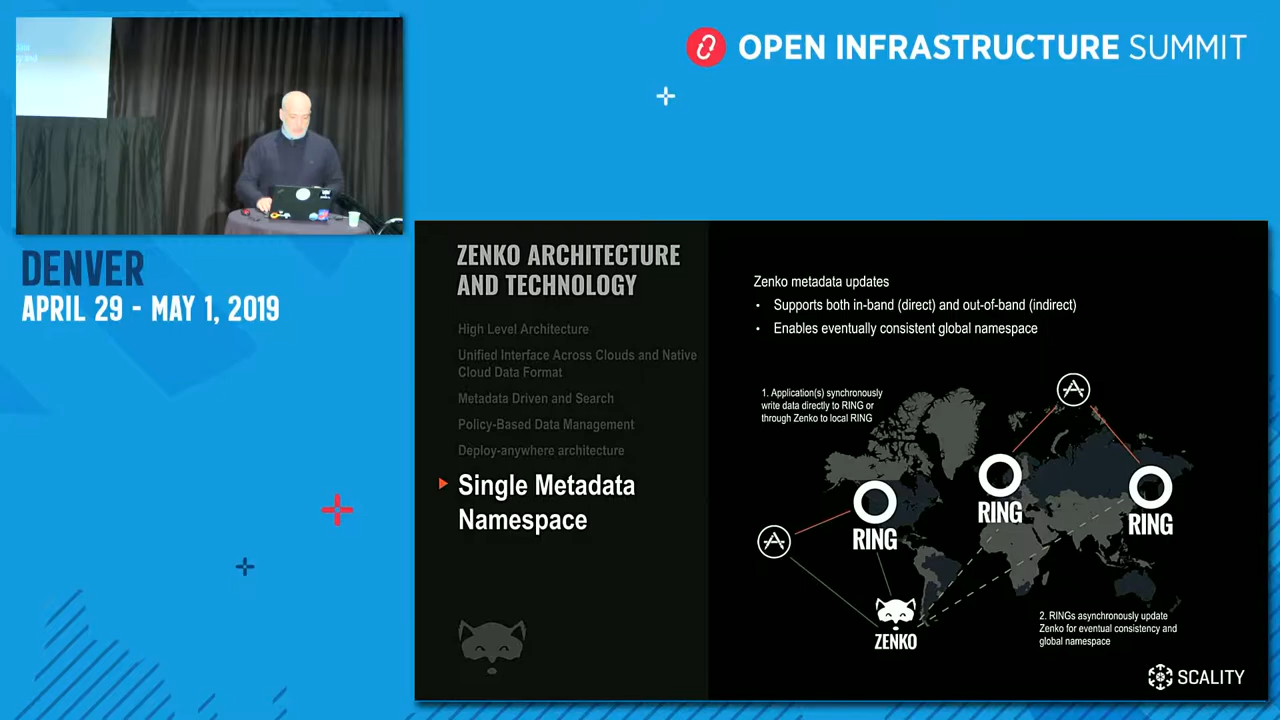 OPEN INFRASTRUCTURE SUMMIT
DENVER
APRIL 29 - MAY 1, 2019
ZENKO ARCHITECTURE
AND TECHNOLOGY
High Level Architecture
Unified Interface Across Clouds and Native
Cloud Data Format
Metadata Driven and Search
Policy-Based Data Management
Deploy-anywhere architecture
Single Metadata
Namespace
Zenko metadata updates
• Supports both in-band (direct) and out-of-band (indirect)
• Enables eventually consistent global namespace
1. Application(s) synchronously
write data directly to RING or
through Zenko to local RING
RING
RING
RING
ZENKO
2. RINGs asynchronously update
Zenko for eventual consistency and
global namespace
SCALITY